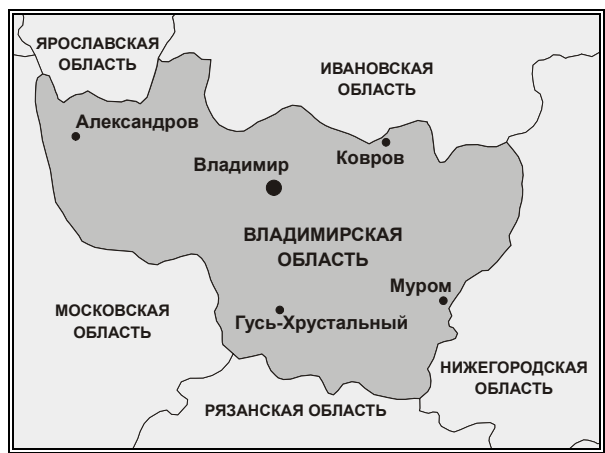 ЯРОСЛАВСКАЯ
ОБЛАСТЬ
ИВАНОВСКАЯ
ОБЛАСТЬ
Александров
Владимир
Ковров
ВЛАДИМИРСКАЯ
ОБЛАСТЬ
Муром
МОСКОВСКАЯ
ОБЛАСТЬ
Гусь-Хрустальный
НИЖЕГОРОДСКАЯ
ОБЛАСТЬ
РЯЗАНСКАЯ ОБЛАСТЬ